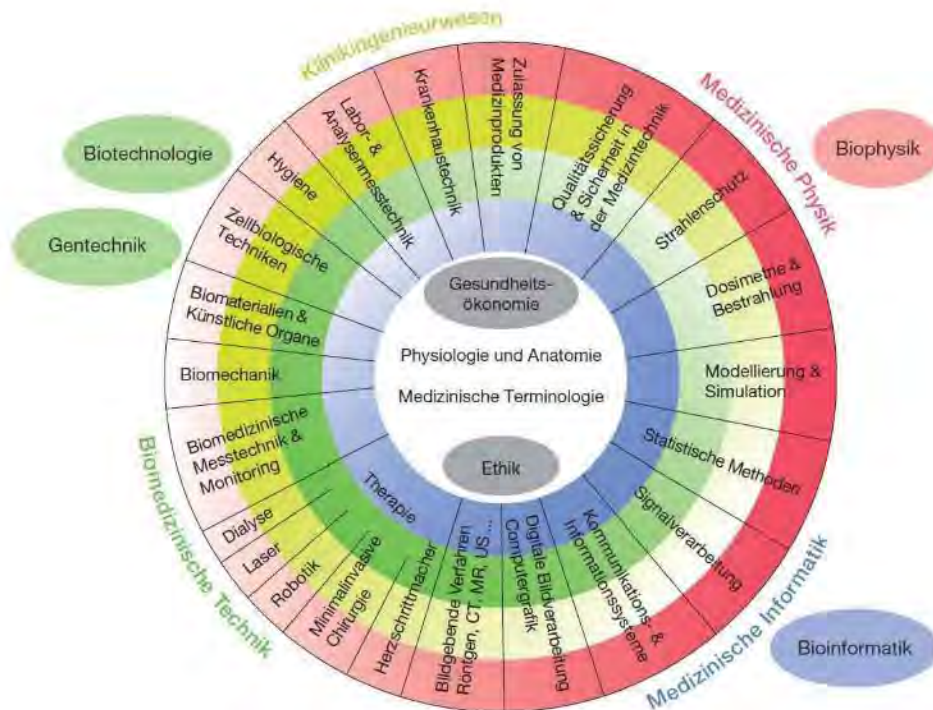 Klinikingenieurwesen
Medizinische Physik
Medizinische Informatik
Biomedizinische Technik
Biotechnologie
Gentechnik
Biophysik
Bioinformatik
Zulassung von
Medizinprodukten
Qualitätssicherung
& Sicherheit in
der Medizintechnik
Strahlenschutz
Dosimetrie &
Bestrahlung
Modellierung &
Simulation
Statistische Methoden
Signalverarbeitung
Kommunikations- &
Informationssysteme
Digitale Bildverarbeitung
Computergrafik
Bildgebende Verfahren
Röntgen, CT, MR, US ...
Herzschrittmacher
Minimalinvasive
Chirurgie
Robotik
Laser
Dialyse
Therapie
Biomedizinische
Messtechnik &
Monitoring
Biomechanik
Biomaterialien &
Künstliche Organe
Zellbiologische
Techniken
Hygiene
Labor- &
Analysenmesstechnik
Krankenhaustechnik
Gesundheits-
ökonomie
Physiologie und Anatomie
Medizinische Terminologie
Ethik